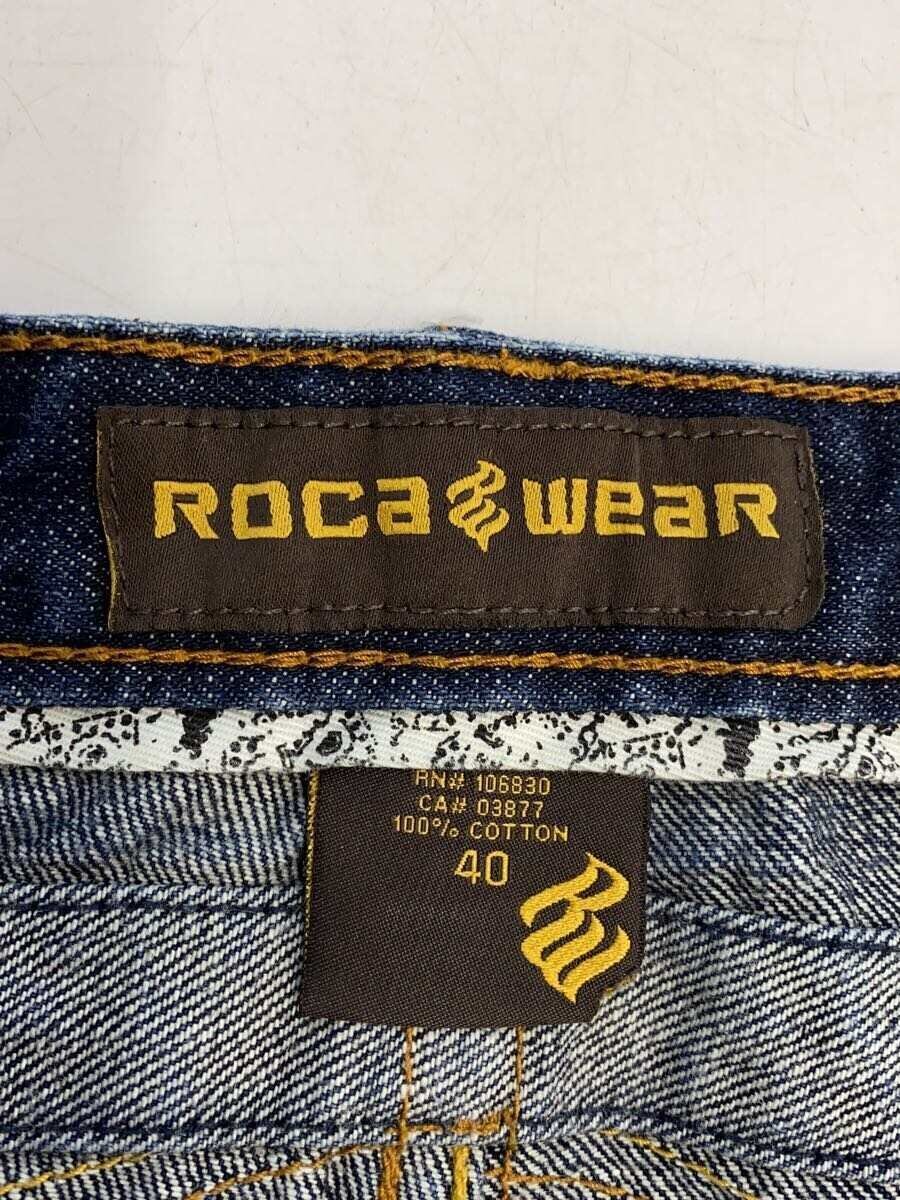 ROCA WEAR
RN# 106830
CA# 03877
100% COTTON
40